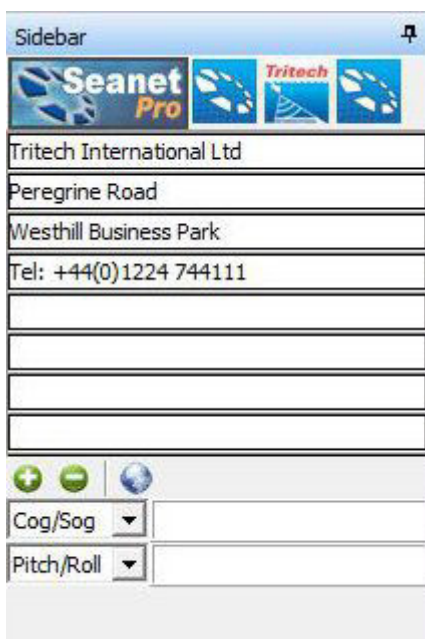 Sidebar
Seanet
Pro
Tritech
Tritech International Ltd
Peregrine Road
Westhill Business Park
Tel: +44(0)1224 744111
Cog/Sog
Pitch/Roll